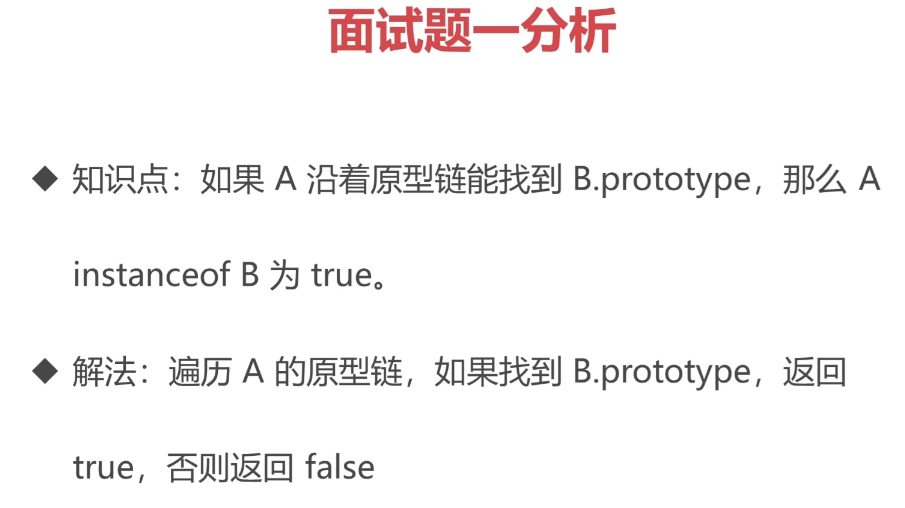 面试题一分析
◆ 知识点：如果 A 沿着原型链能找到 B.prototype，那么 A
instanceof B 为 true。
◆ 解法：遍历 A 的原型链，如果找到 B.prototype，返回
true，否则返回 false